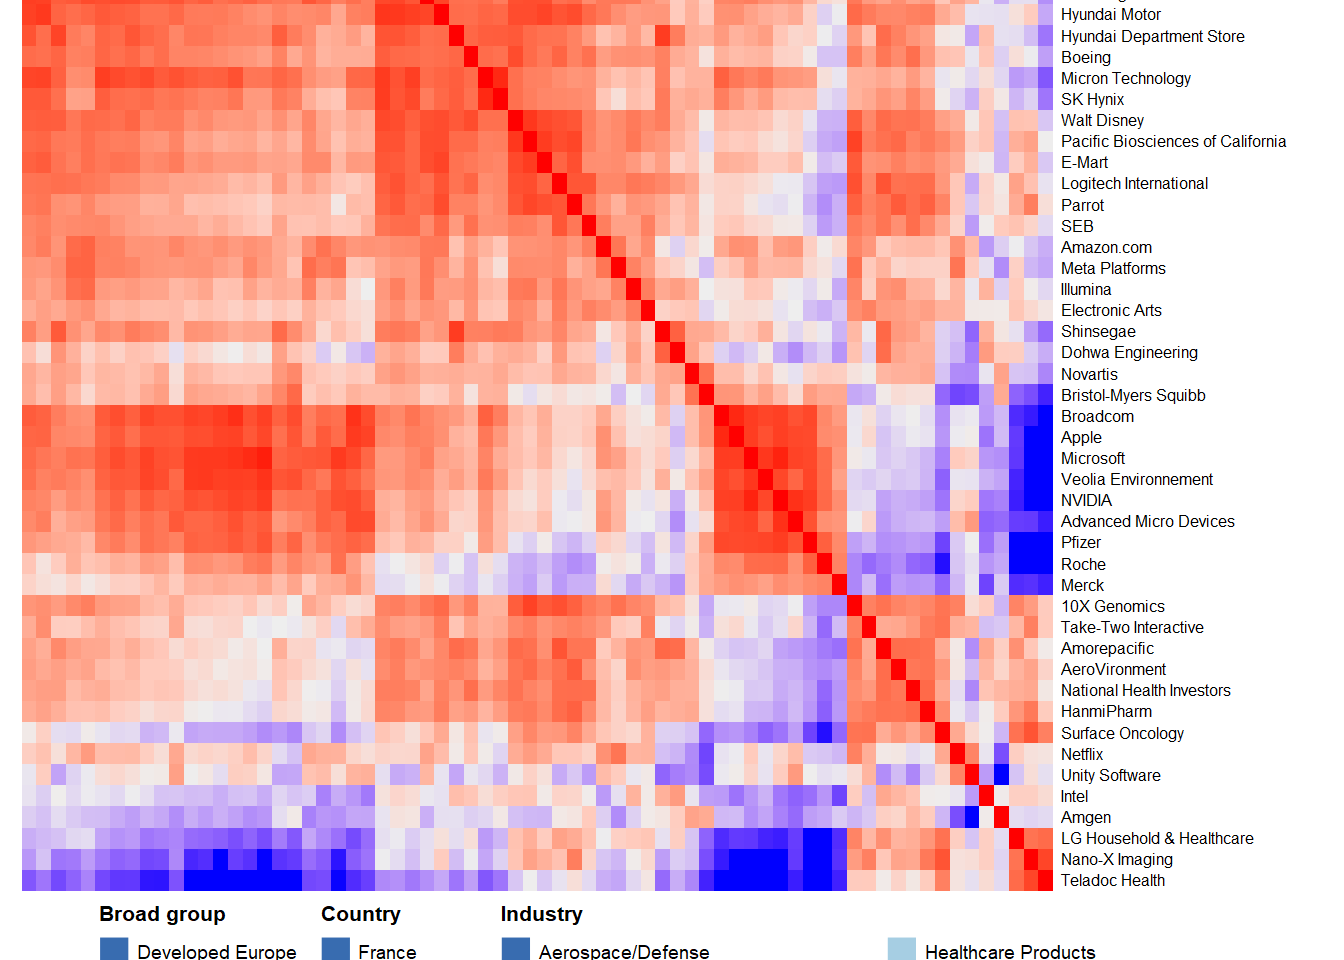 Hyundai Motor
Hyundai Department Store
Boeing
Micron Technology
SK Hynix
Walt Disney
Pacific Biosciences of California
E-Mart
Logitech International
Parrot
SEB
Amazon.com
Meta Platforms
Illumina
Electronic Arts
Shinsegae
Dohwa Engineering
Novartis
Bristol-Myers Squibb
Broadcom
Apple
Microsoft
Veolia Environnement
NVIDIA
Advanced Micro Devices
Pfizer
Roche
Merck
10X Genomics
Take-Two Interactive
Amorepacific
AeroVironment
National Health Investors
HanmiPharm
Surface Oncology
Netflix
Unity Software
Intel
Amgen
LG Household & Healthcare
Nano-X Imaging
Teladoc Health
Broad group Country Industry
Developed Europe France Aerospace/Defense Healthcare Products